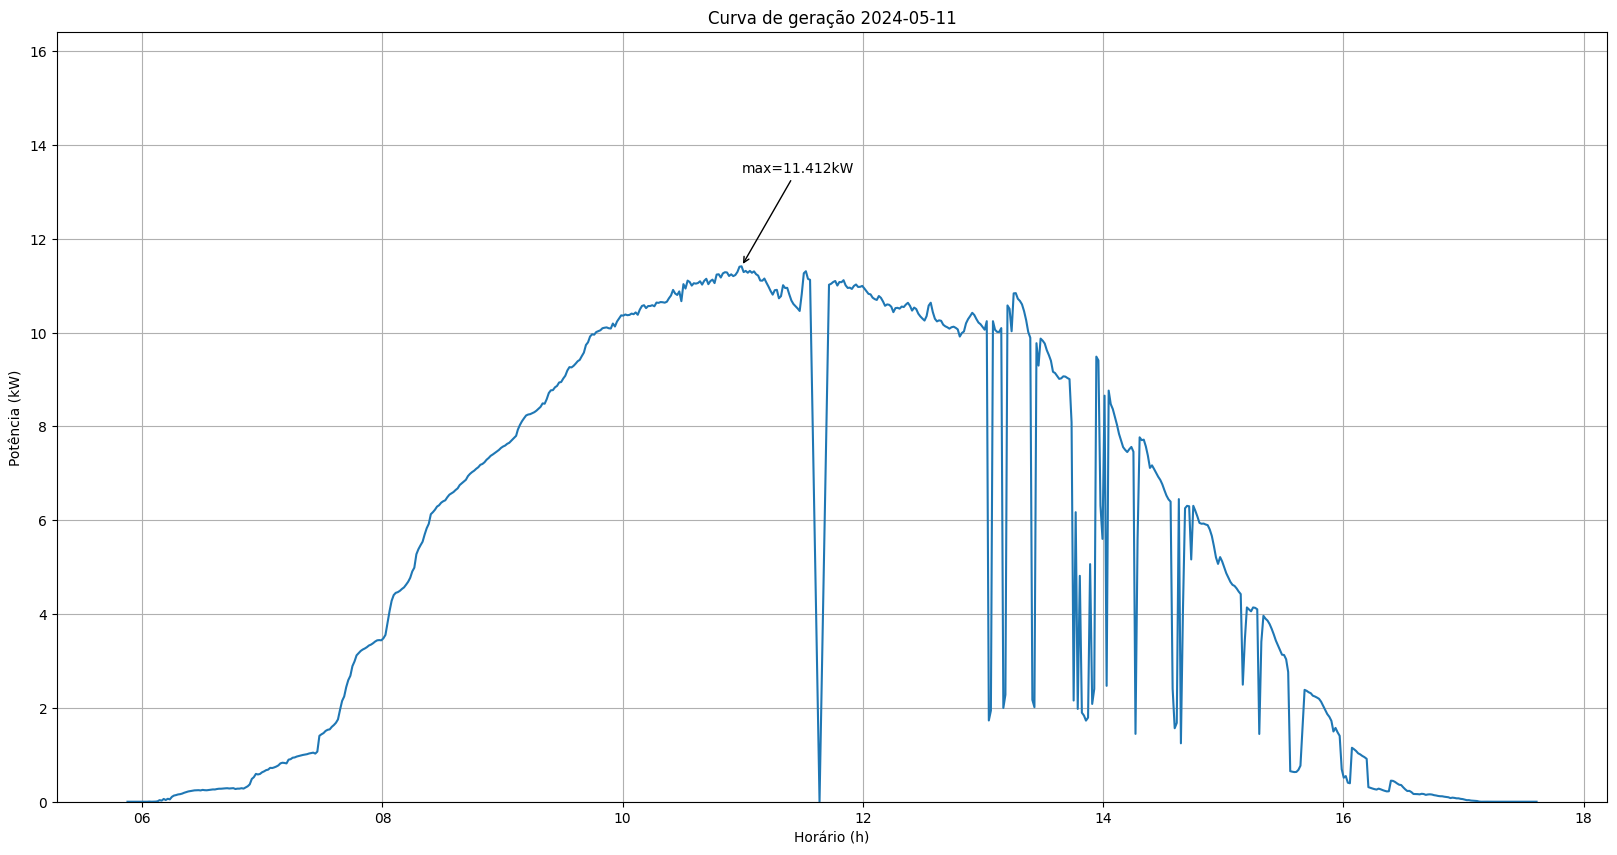 Curva de geração 2024-05-11
16
14
max=11.412kW
12
10
8
6
4
2
0
Potência (kW)
06 08 10 12 14 16 18
Horário (h)